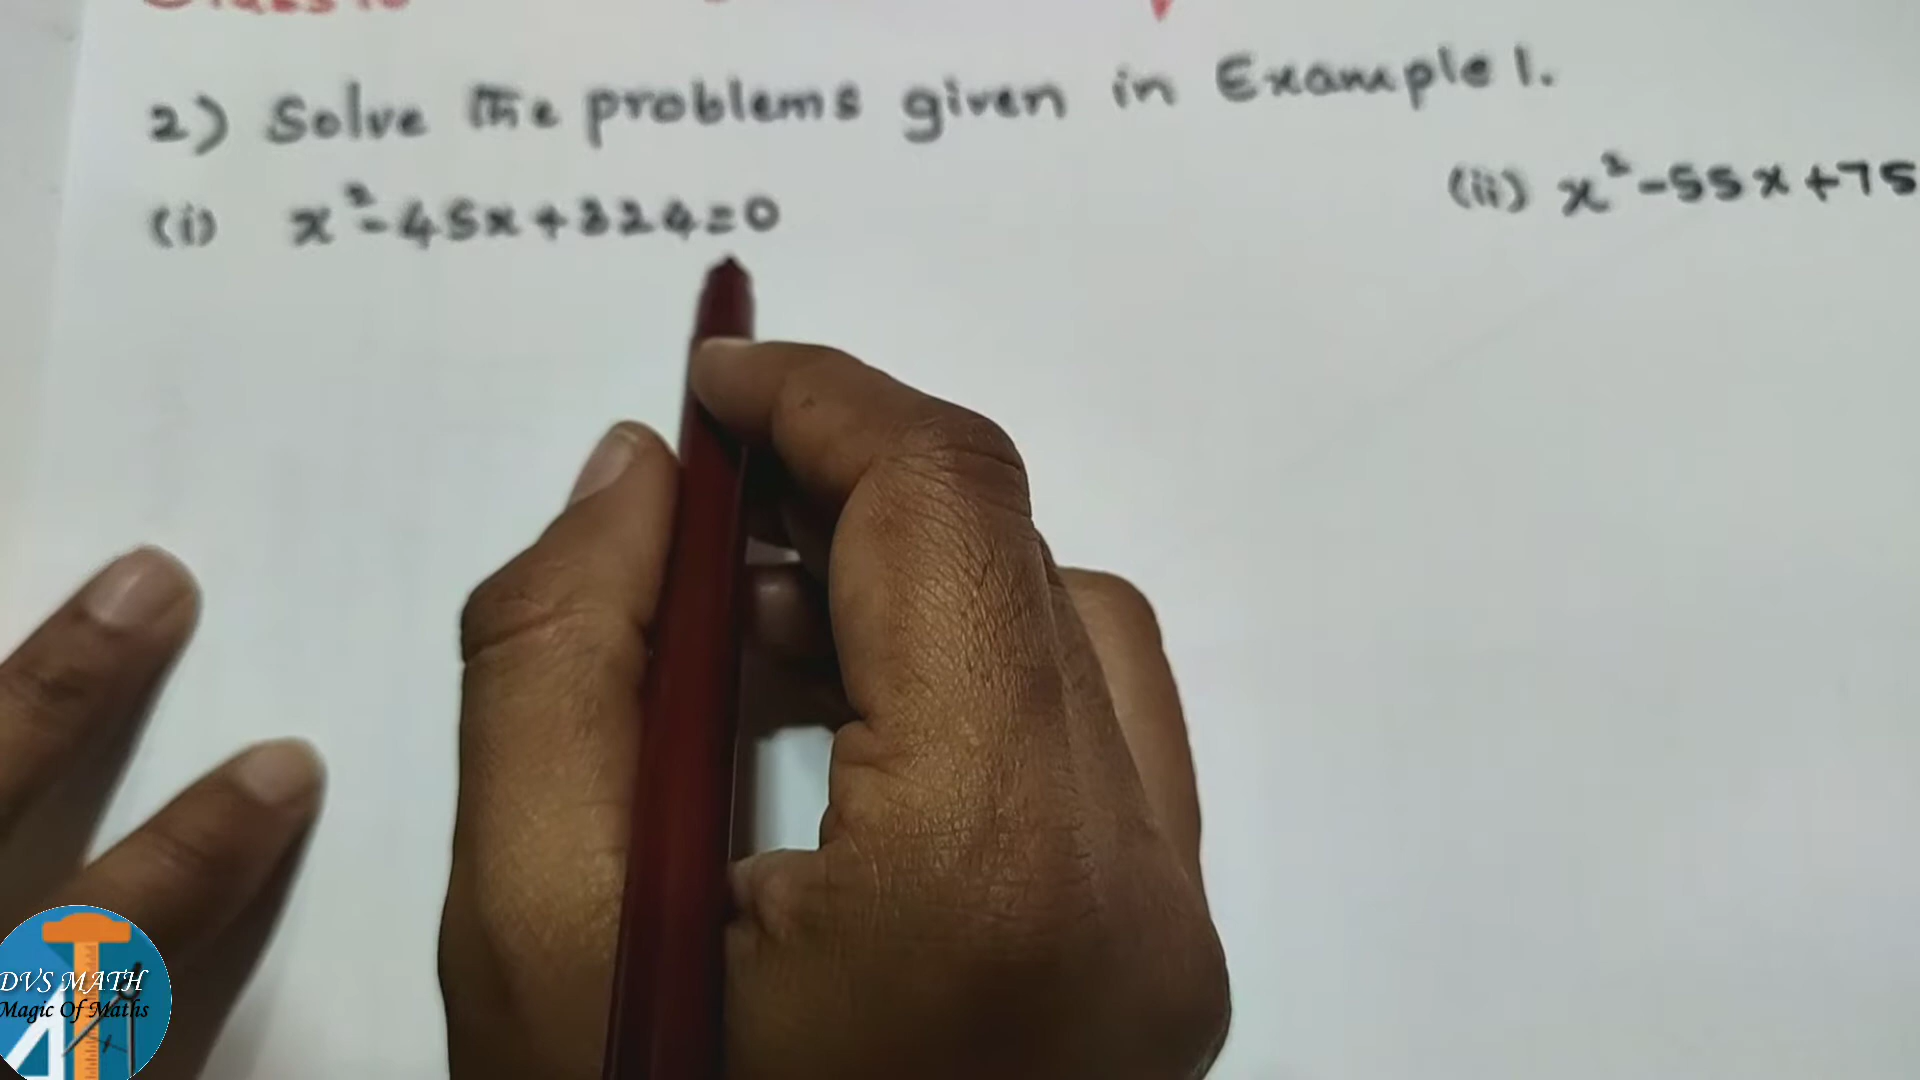 2) Solve the problems given in Example 1.
(i) x²-45x+324=0
(ii) x²-55x+75
DVS MATH
Magic Of Maths